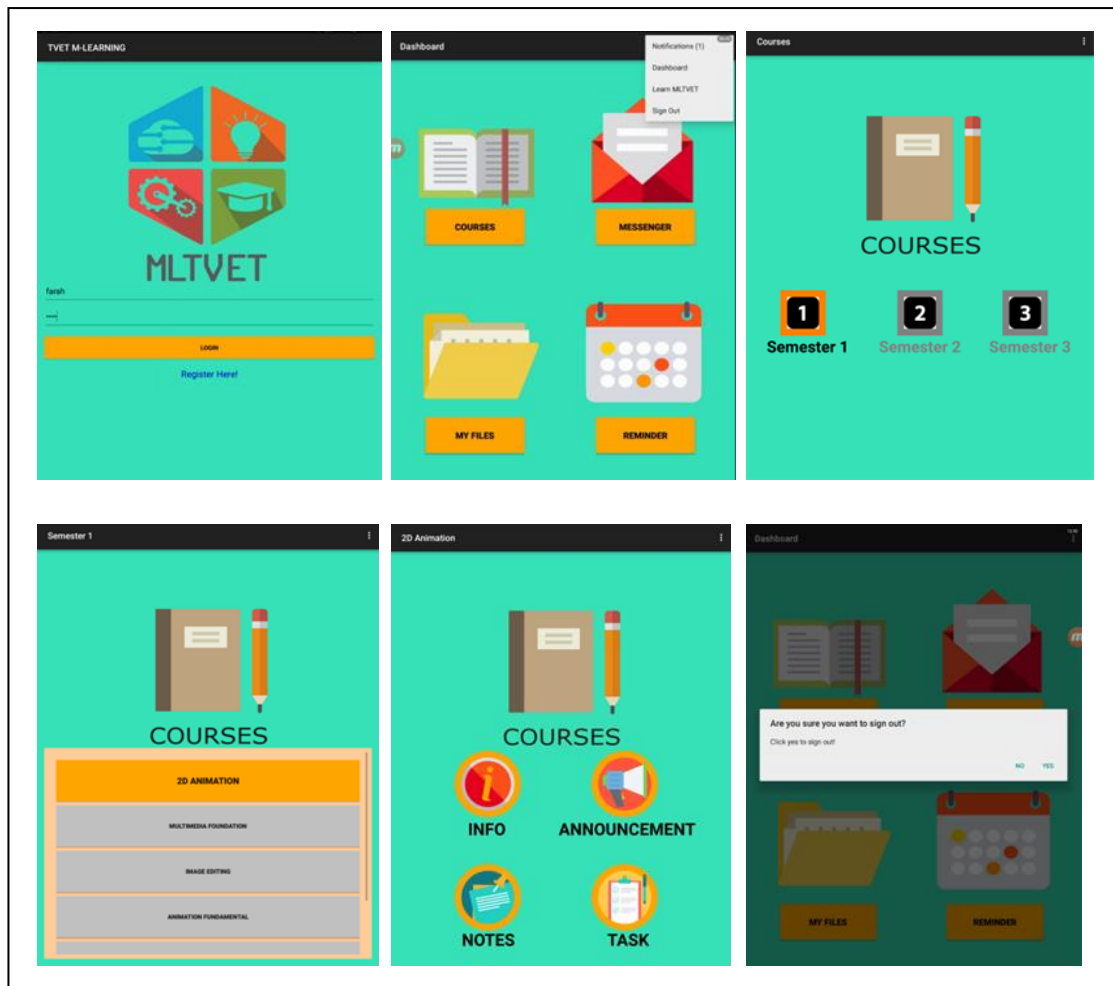 TVET M-LEARNING
MLTVET
farah
LOGIN
Register Here!
Dashboard
Notifications (1)
Dashboard
Learn MLTVET
Sign Out
m
COURSES
MESSENGER
MY FILES
REMINDER
Courses
COURSES
1 2 3
Semester 1 Semester 2 Semester 3
Semester 1
COURSES
2D ANIMATION
MULTIMEDIA FOUNDATION
IMAGE EDITING
ANIMATION FUNDAMENTAL
2D Animation
COURSES
INFO ANNOUNCEMENT
NOTES TASK
Dashboard
m
Are you sure you want to sign out?
Click yes to sign out!
NO YES
MY FILES REMINDER